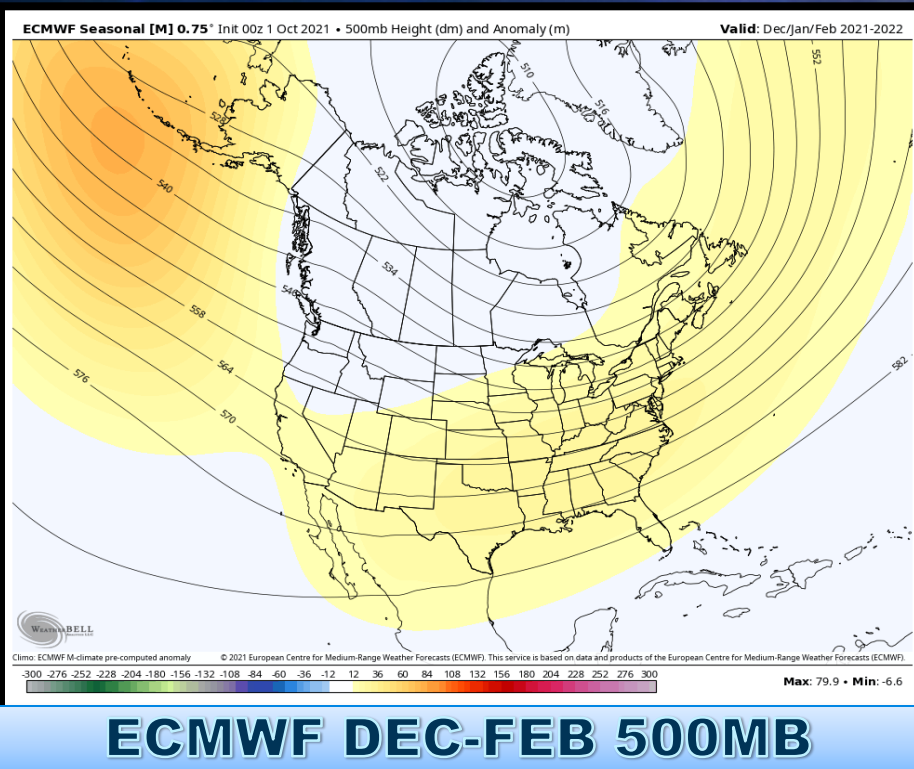 ECMWF Seasonal [M] 0.75° Init 00z 1 Oct 2021 • 500mb Height (dm) and Anomaly (m)
Valid: Dec/Jan/Feb 2021-2022
552
510
516
528
522
540
534
546
558
564
576
570
582
WEATHERBELL
Climo: ECMWF M-climate pre-computed anomaly
© 2021 European Centre for Medium-Range Weather Forecasts (ECMWF). This service is based on data and products of the European Centre for Medium-Range Weather Forecasts (ECMWF).
-300 -276 -252 -228 -204 -180 -156 -132 -108 -84 -60 -36 -12 12 36 60 84 108 132 156 180 204 228 252 276 300
Max: 79.9 • Min: -6.6
ECMWF DEC-FEB 500MB